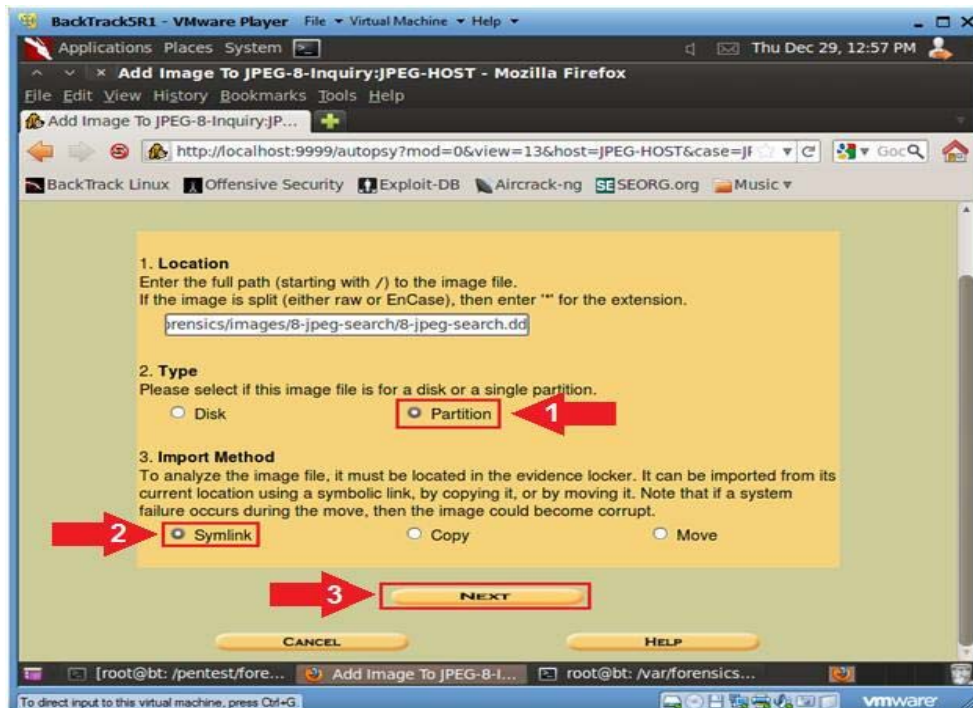 BackTrack5R1 - VMware Player File Virtual Machine Help
Applications Places System Thu Dec 29, 12:57 PM
Add Image To JPEG-8-Inquiry:JPEG-HOST - Mozilla Firefox
File Edit View History Bookmarks Tools Help
Add Image To JPEG-8-Inquiry:JP...
http://localhost:9999/autopsy?mod=0&view=13&host=JPEG-HOST&case=JF
BackTrack Linux Offensive Security Exploit-DB Aircrack-ng SE SEORG.org Music
1. Location
Enter the full path (starting with /) to the image file.
If the image is split (either raw or EnCase), then enter '*' for the extension.
orensics/images/8-jpeg-search/8-jpeg-search.dd
2. Type
Please select if this image file is for a disk or a single partition.
Disk Partition 1
3. Import Method
To analyze the image file, it must be located in the evidence locker. It can be imported from its
current location using a symbolic link, by copying it, or by moving it. Note that if a system
failure occurs during the move, then the image could become corrupt.
2 Symlink Copy Move
3 NEXT
CANCEL HELP
[root@bt: /pentest/fore... Add Image To JPEG-8-I... root@bt: /var/forensics...
To direct input to this virtual machine, press Ctrl+G. vmware